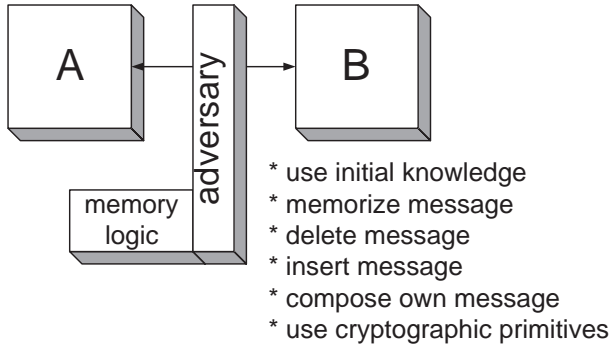 A
adversary
B
memory
logic
* use initial knowledge
* memorize message
* delete message
* insert message
* compose own message
* use cryptographic primitives